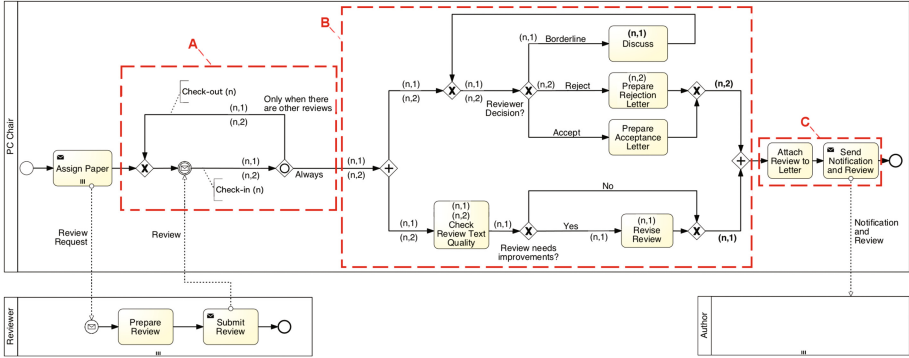 PC Chair
A
B
C
Check-out (n)
(n,1)
(n,2)
Only when there
are other reviews
Assign Paper
X
(n,1)
(n,2)
Always
Check-in (n)
Review
Request
Review
(n,1)
(n,2)
(n,1)
(n,2)
X
(n,1)
(n,2)
X
Reviewer
Decision?
(n,1)
Borderline
(n,1)
Discuss
(n,2)
Reject
(n,2)
Prepare
Rejection
Letter
X
(n,2)
Accept
Prepare
Acceptance
Letter
(n,1)
(n,2)
(n,1)
(n,2)
Check
Review Text
Quality
(n,1)
X
Review needs
improvements?
No
Yes
(n,1)
(n,1)
Revise
Review
X
(n,1)
Attach
Review to
Letter
Send
Notification
and Review
Notification
and
Review
Reviewer
Prepare
Review
Submit
Review
Author